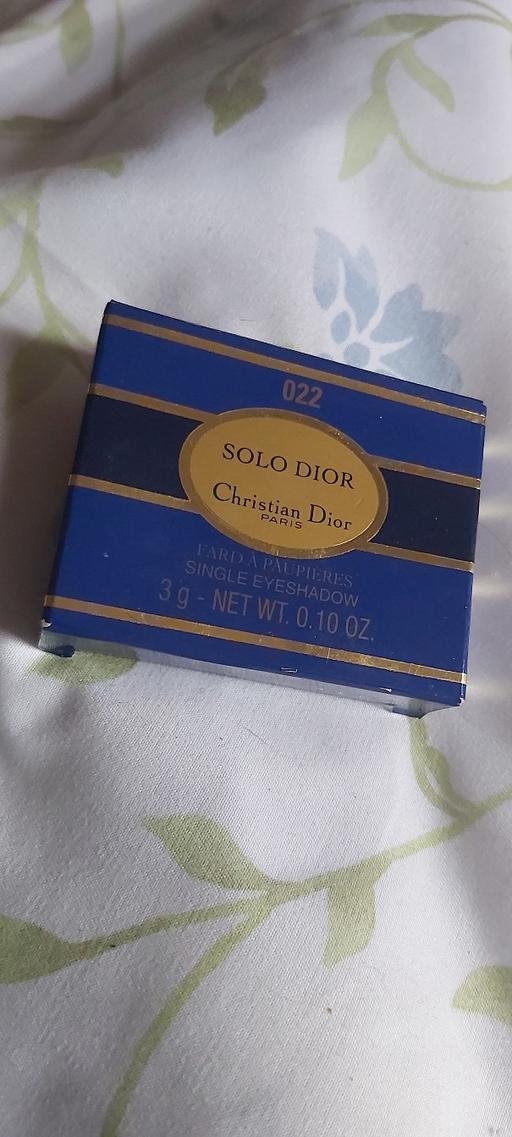 022
SOLO DIOR
Christian Dior
PARIS
FARD À PAUPIÈRES
SINGLE EYESHADOW
3 g - NET WT. 0.10 OZ.